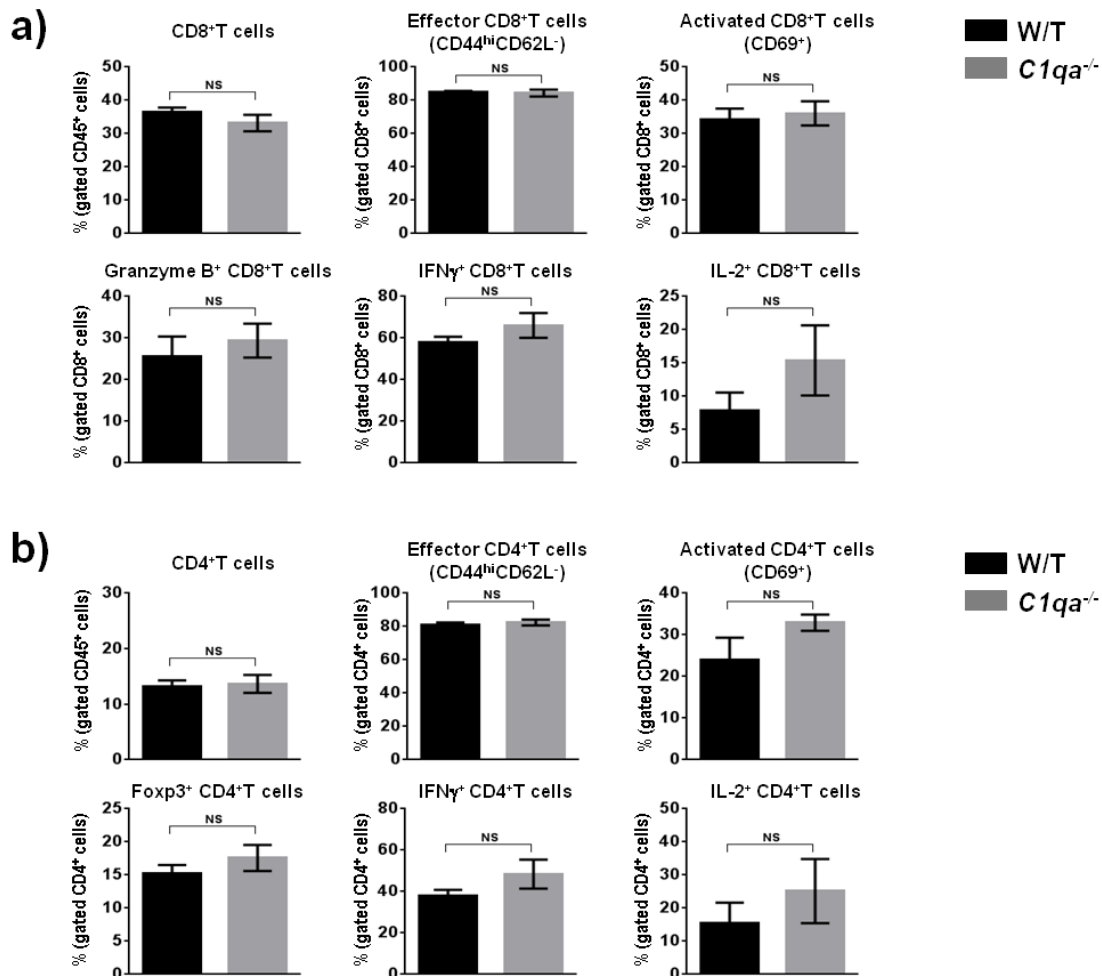 a)
CD8⁺T cells
Effector CD8⁺T cells
(CD44ʰⁱCD62L⁻)
Activated CD8⁺T cells
(CD69⁺)
W/T
C1qa⁻/⁻
% (gated CD45⁺ cells)
50
40
30
20
10
0
NS
% (gated CD8⁺ cells)
100
80
60
40
20
0
NS
% (gated CD8⁺ cells)
50
40
30
20
10
0
NS
Granzyme B⁺ CD8⁺T cells
IFNγ⁺ CD8⁺T cells
IL-2⁺ CD8⁺T cells
% (gated CD8⁺ cells)
40
30
20
10
0
NS
% (gated CD8⁺ cells)
80
60
40
20
0
NS
% (gated CD8⁺ cells)
25
20
15
10
5
0
NS
b)
CD4⁺T cells
Effector CD4⁺T cells
(CD44ʰⁱCD62L⁻)
Activated CD4⁺T cells
(CD69⁺)
W/T
C1qa⁻/⁻
% (gated CD45⁺ cells)
30
20
10
0
NS
% (gated CD4⁺ cells)
100
80
60
40
20
0
NS
% (gated CD4⁺ cells)
40
30
20
10
0
NS
Foxp3⁺ CD4⁺T cells
IFNγ⁺ CD4⁺T cells
IL-2⁺ CD4⁺T cells
% (gated CD4⁺ cells)
25
20
15
10
5
0
NS
% (gated CD4⁺ cells)
80
60
40
20
0
NS
% (gated CD4⁺ cells)
50
40
30
20
10
0
NS